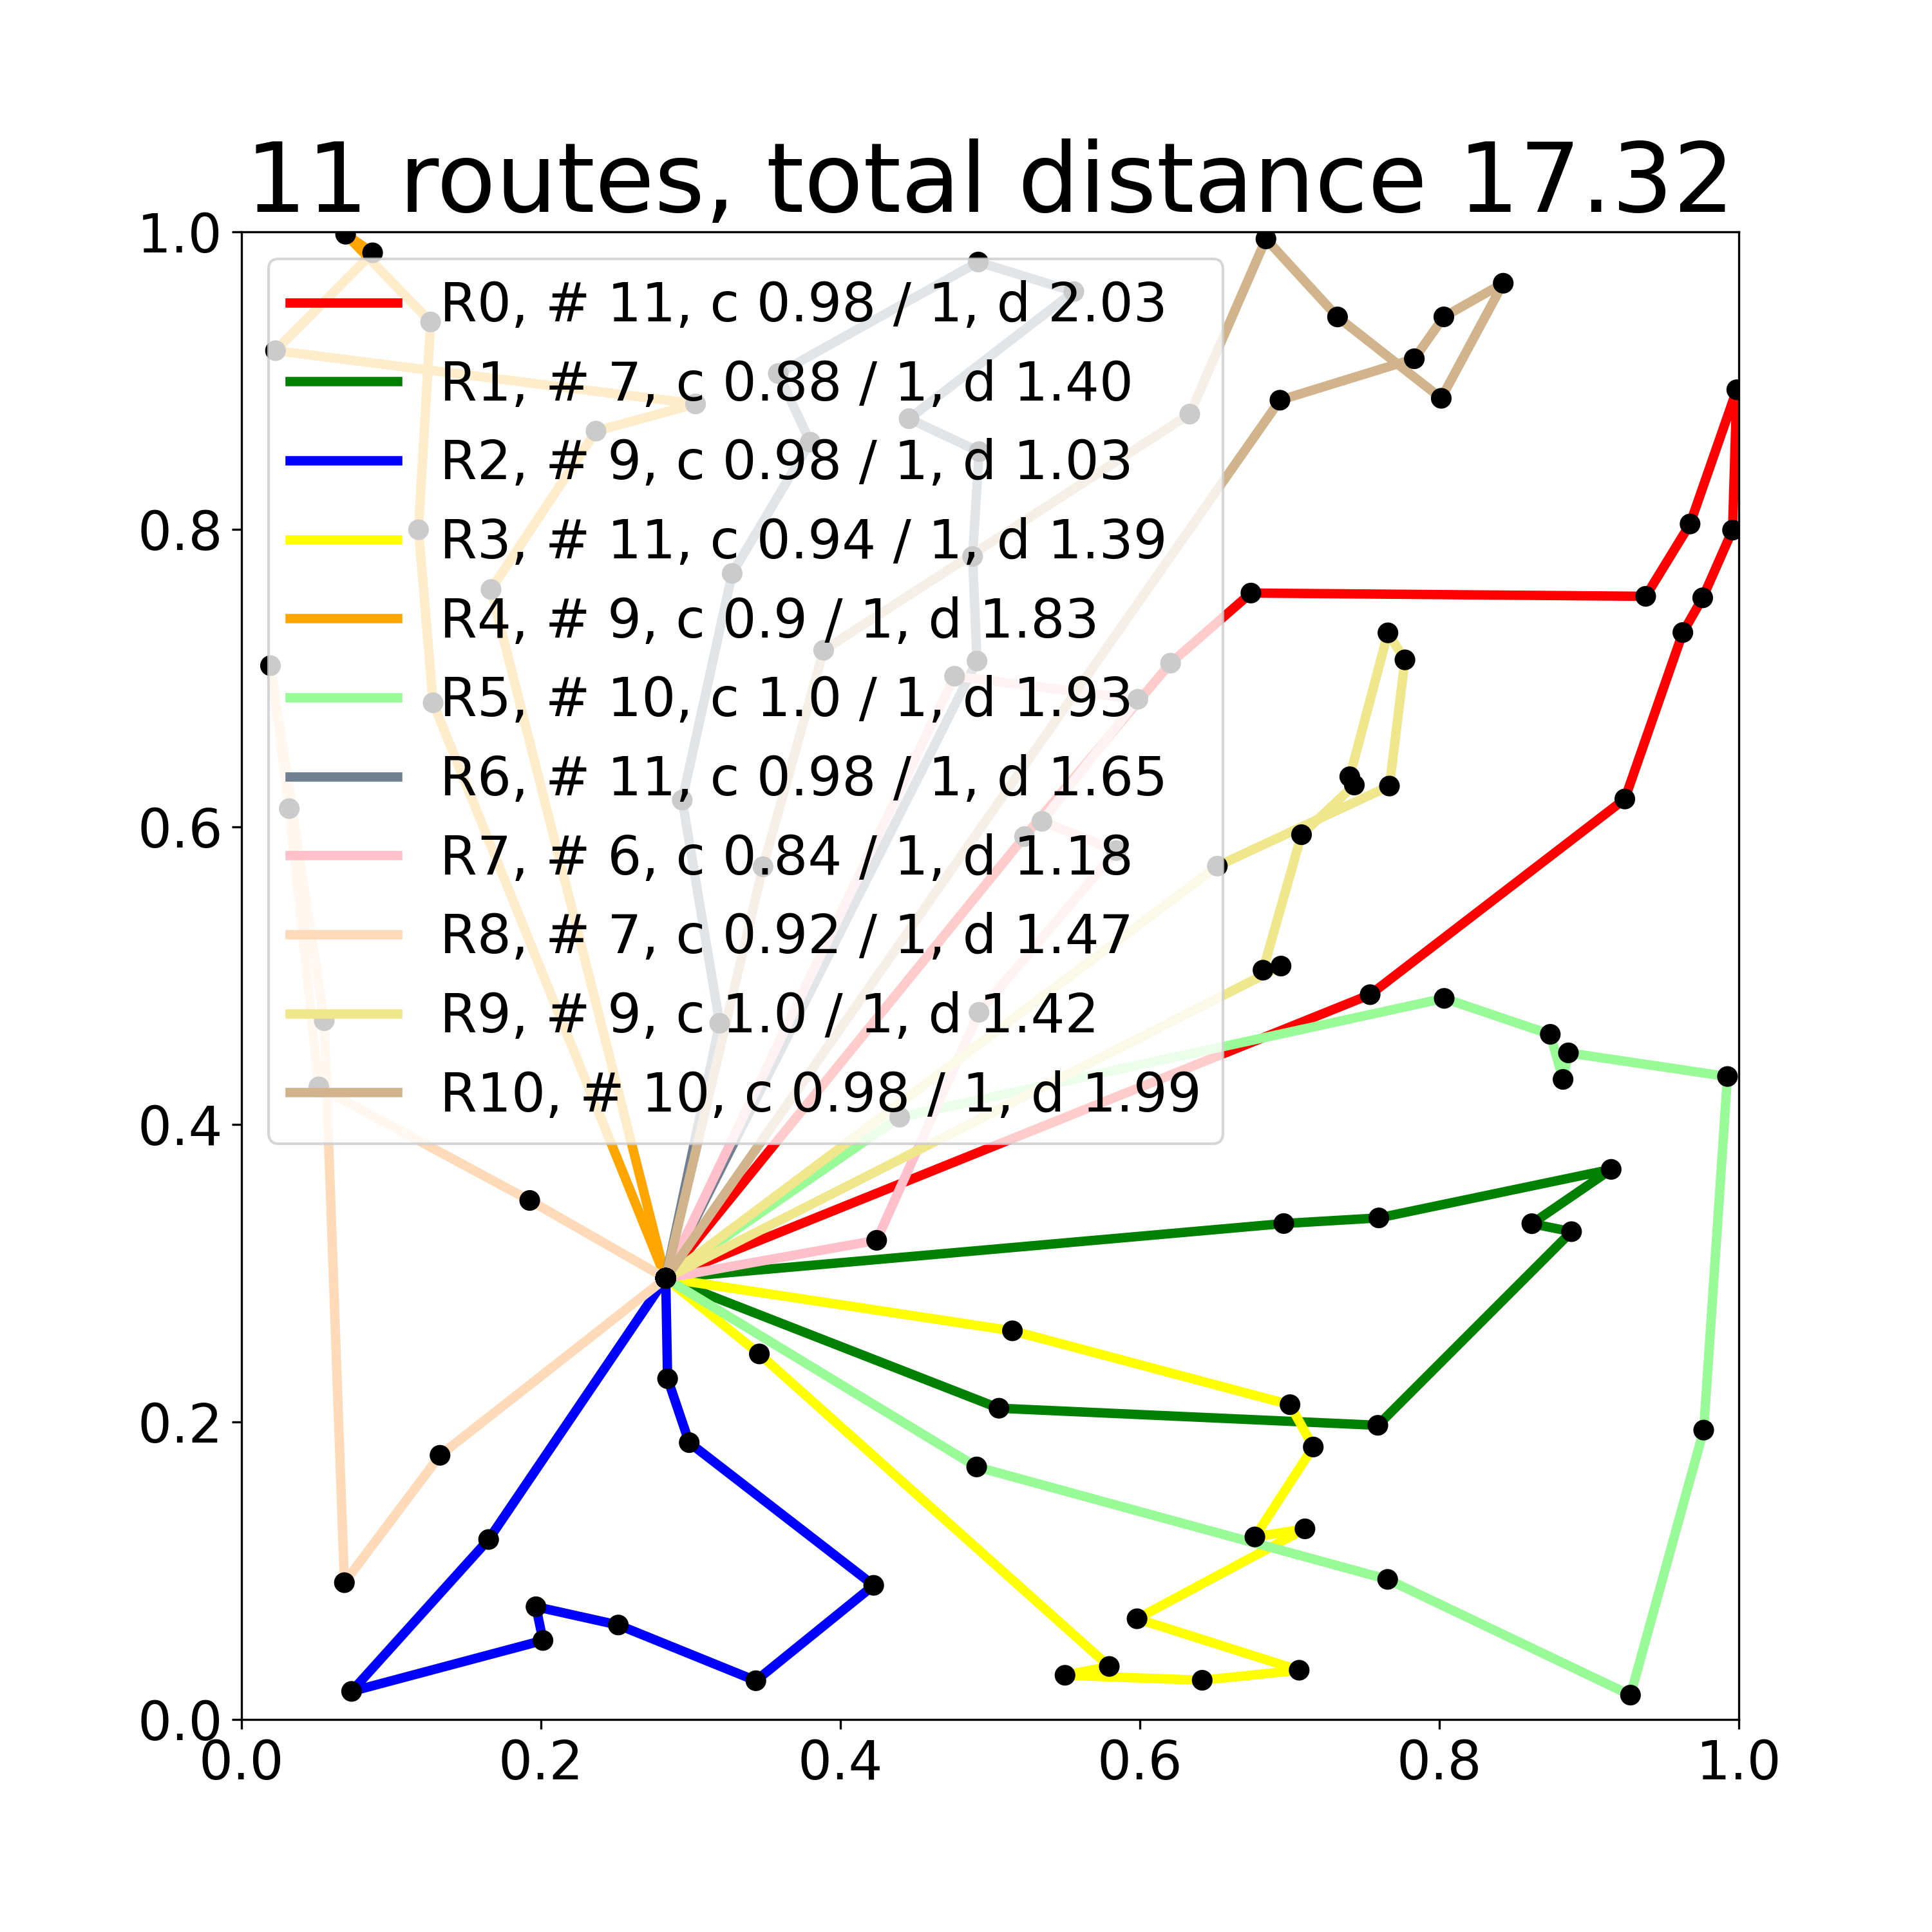 11 routes, total distance 17.32
1.0
0.8
0.6
0.4
0.2
0.0
R0, # 11, c 0.98 / 1, d 2.03
R1, # 7, c 0.88 / 1, d 1.40
R2, # 9, c 0.98 / 1, d 1.03
R3, # 11, c 0.94 / 1, d 1.39
R4, # 9, c 0.9 / 1, d 1.83
R5, # 10, c 1.0 / 1, d 1.93
R6, # 11, c 0.98 / 1, d 1.65
R7, # 6, c 0.84 / 1, d 1.18
R8, # 7, c 0.92 / 1, d 1.47
R9, # 9, c 1.0 / 1, d 1.42
R10, # 10, c 0.98 / 1, d 1.99
0.0 0.2 0.4 0.6 0.8 1.0